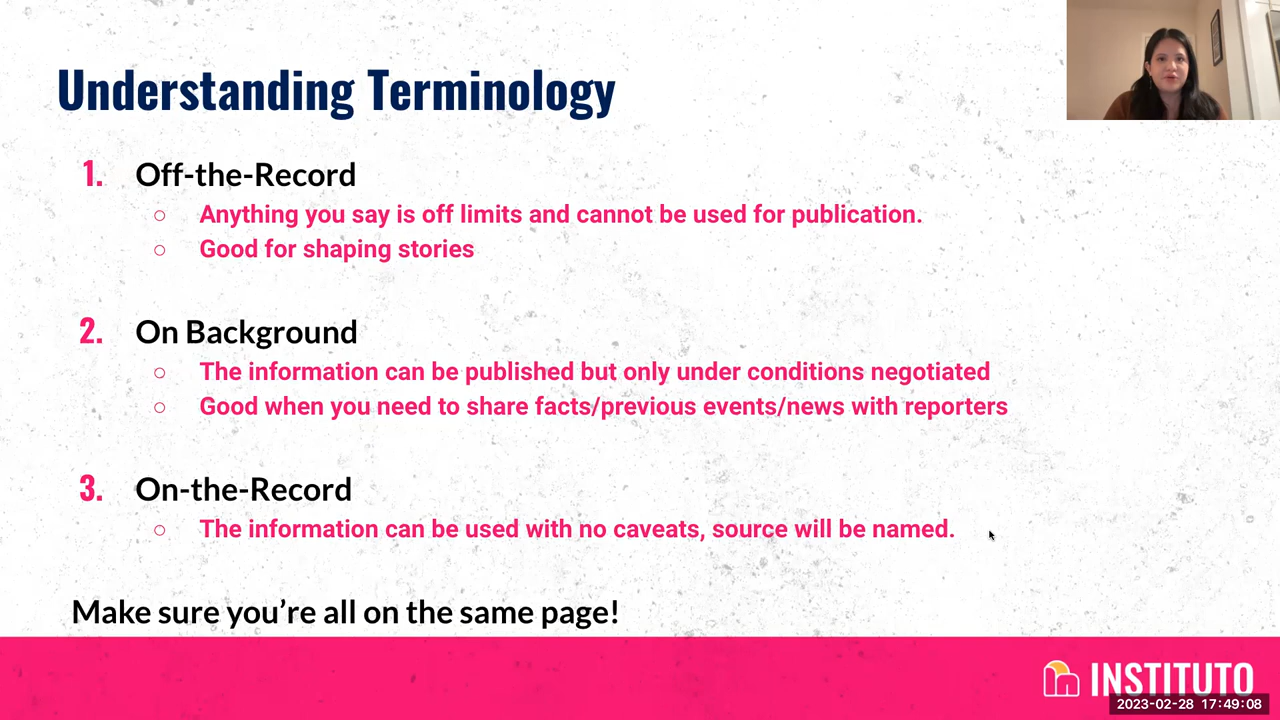 Understanding Terminology
1. Off-the-Record
○ Anything you say is off limits and cannot be used for publication.
○ Good for shaping stories
2. On Background
○ The information can be published but only under conditions negotiated
○ Good when you need to share facts/previous events/news with reporters
3. On-the-Record
○ The information can be used with no caveats, source will be named.
Make sure you’re all on the same page!
INSTITUTO
2023-02-28 17:49:08